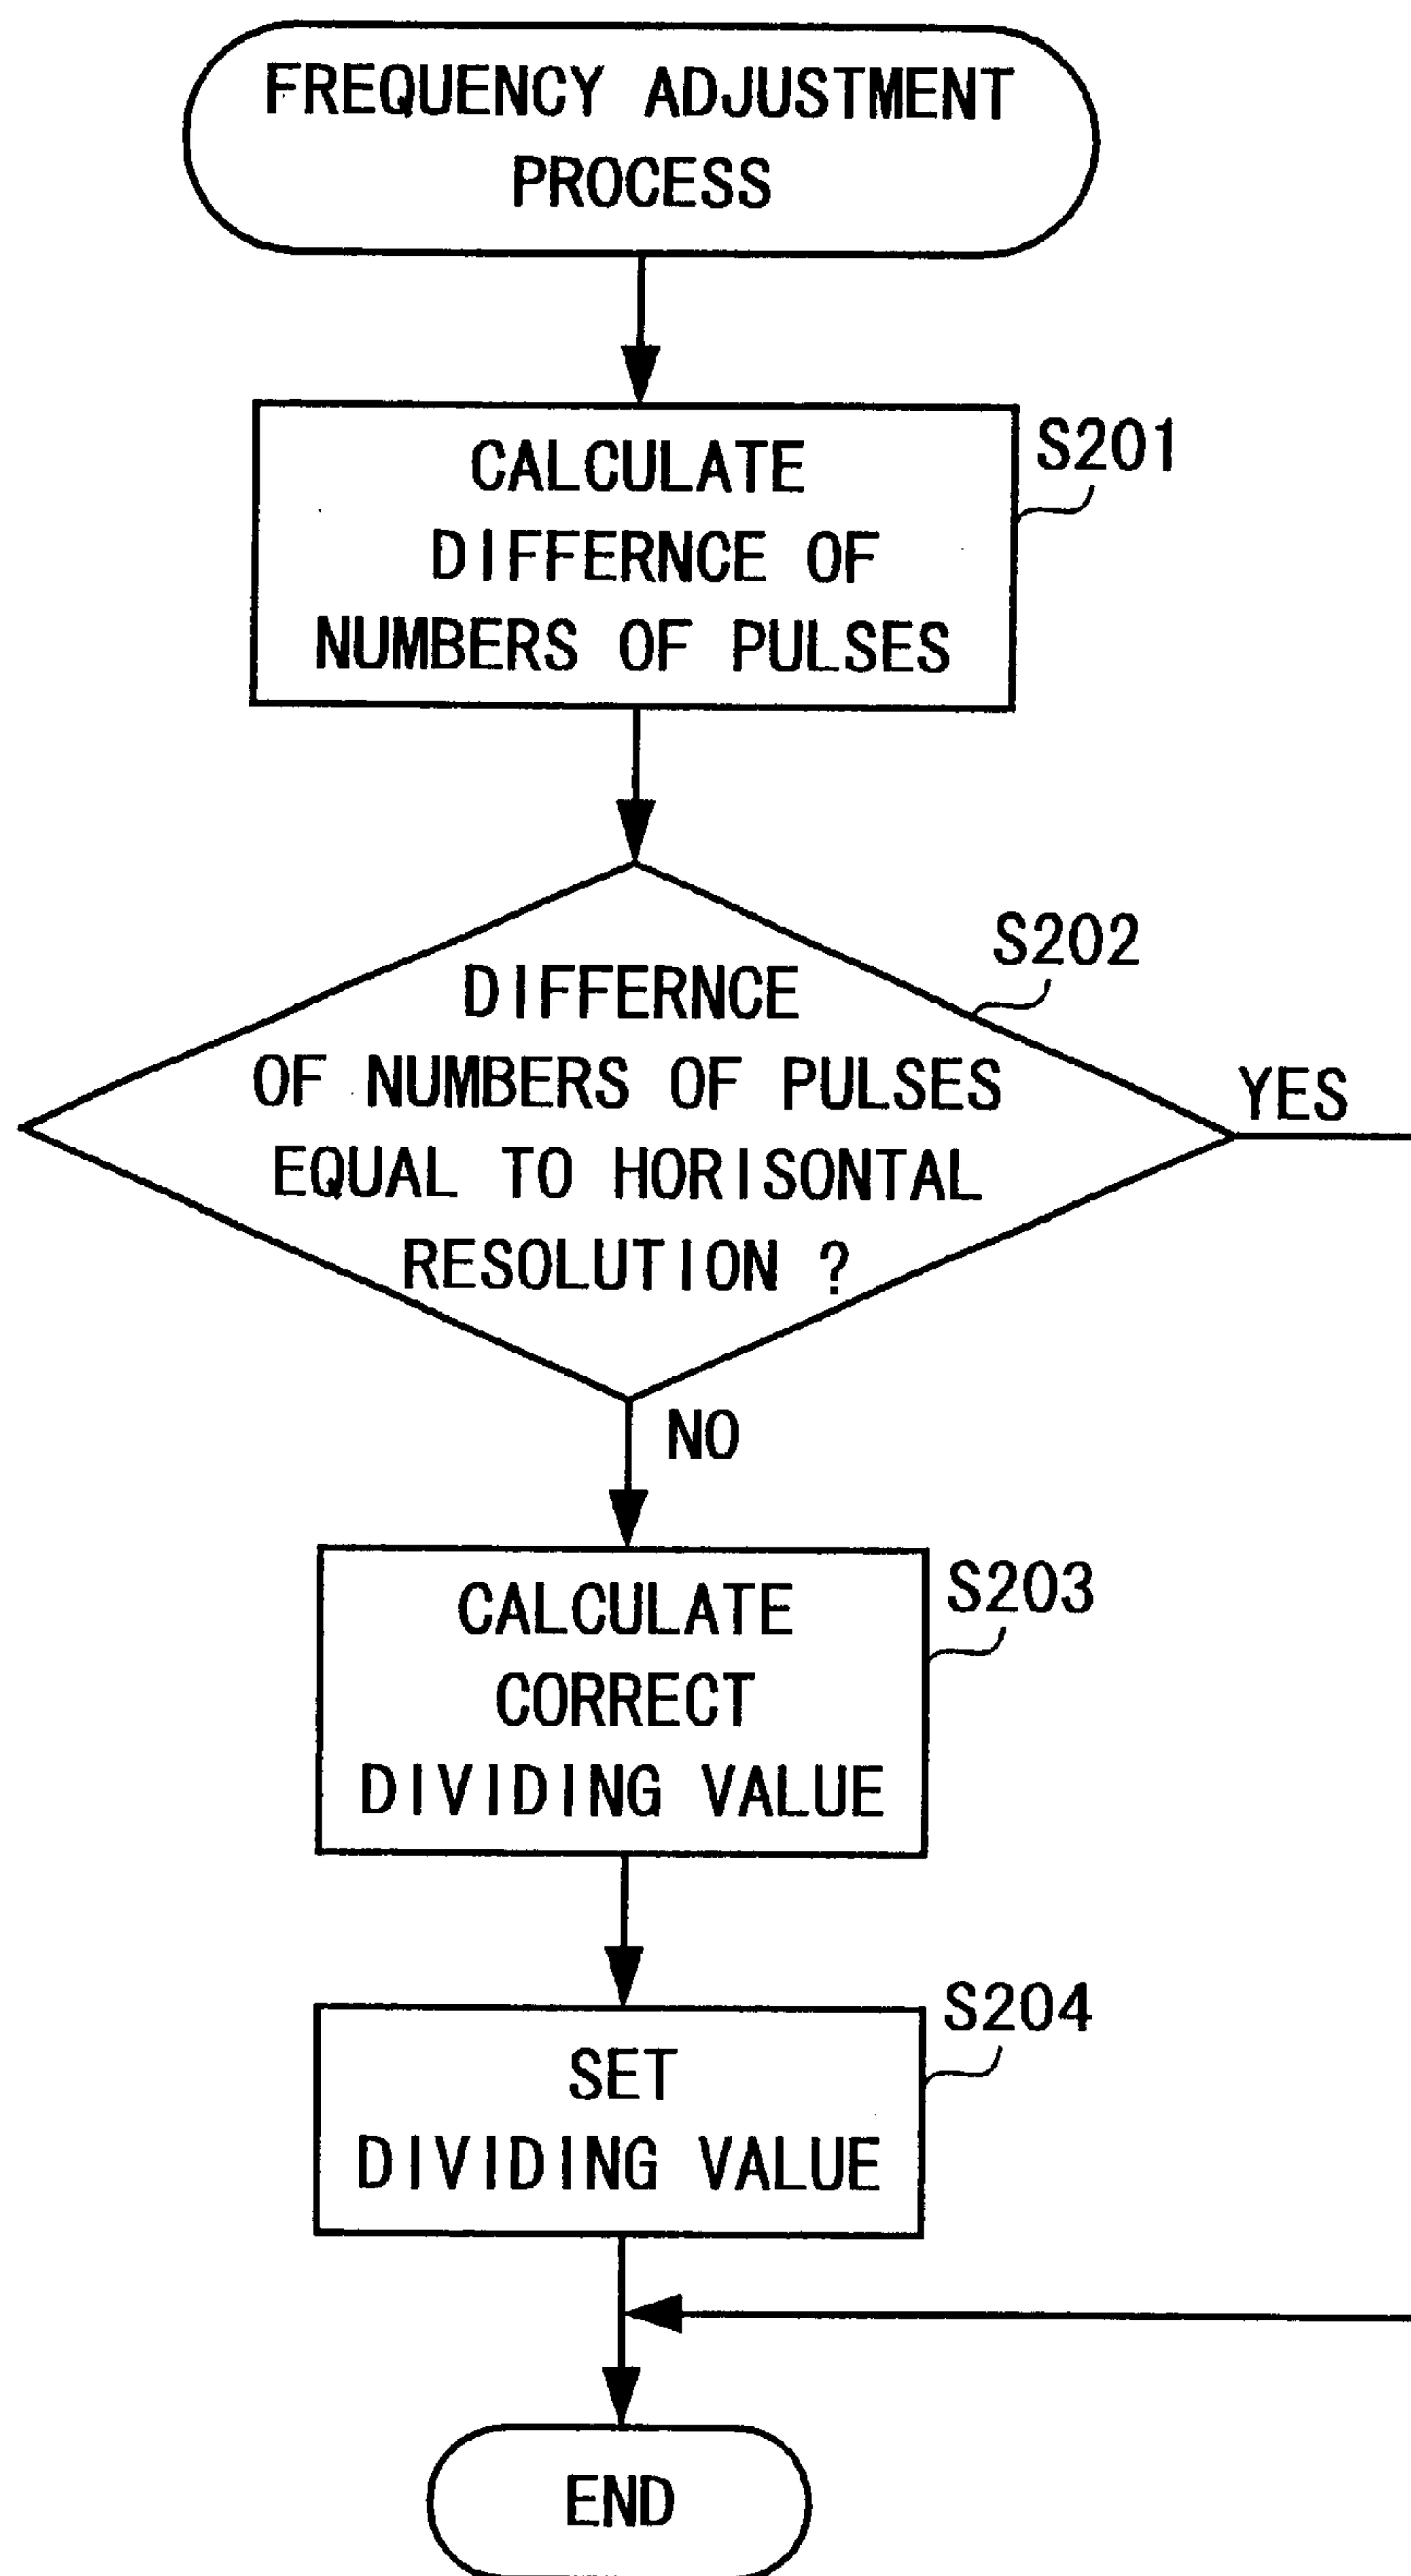 FREQUENCY ADJUSTMENT
PROCESS
CALCULATE
DIFFERNCE OF
NUMBERS OF PULSES
S201
DIFFERNCE
OF NUMBERS OF PULSES
EQUAL TO HORISONTAL
RESOLUTION ?
S202
YES
NO
CALCULATE
CORRECT
DIVIDING VALUE
S203
SET
DIVIDING VALUE
S204
END